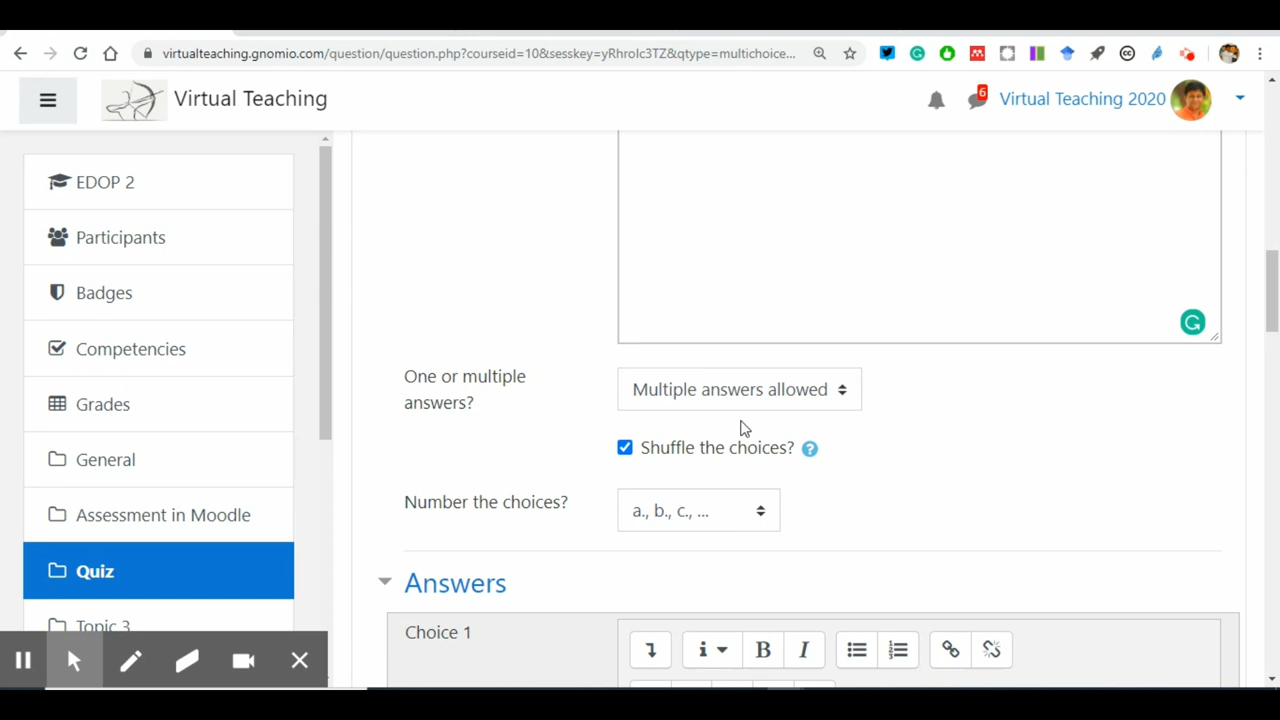 virtualteaching.gnomio.com/question/question.php?courseid=10&sesskey=yRhrolc3TZ&qtype=multichoice...
Virtual Teaching
6
Virtual Teaching 2020
EDOP 2
Participants
Badges
Competencies
Grades
General
Assessment in Moodle
Quiz
Topic 3
One or multiple
answers?
Multiple answers allowed
Shuffle the choices?
Number the choices?
a., b., c., ...
Answers
Choice 1
B
I